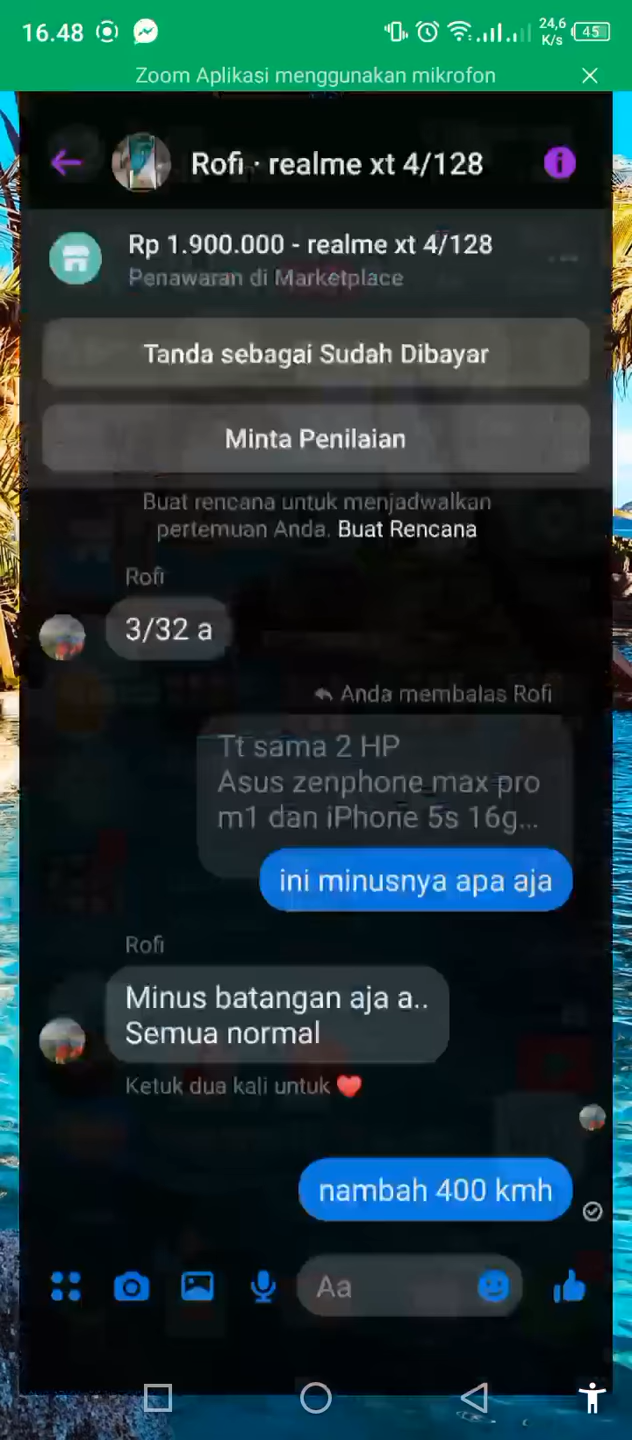 16.48
24,6
K/s
45
Zoom Aplikasi menggunakan mikrofon
Rofi · realme xt 4/128
Rp 1.900.000 - realme xt 4/128
Penawaran di Marketplace
Tanda sebagai Sudah Dibayar
Minta Penilaian
Buat rencana untuk menjadwalkan
pertemuan Anda. Buat Rencana
Rofi
3/32 a
Anda membalas Rofi
Tt sama 2 HP
Asus zenphone max pro
m1 dan iPhone 5s 16g...
ini minusnya apa aja
Rofi
Minus batangan aja a..
Semua normal
Ketuk dua kali untuk ❤️
nambah 400 kmh
Aa